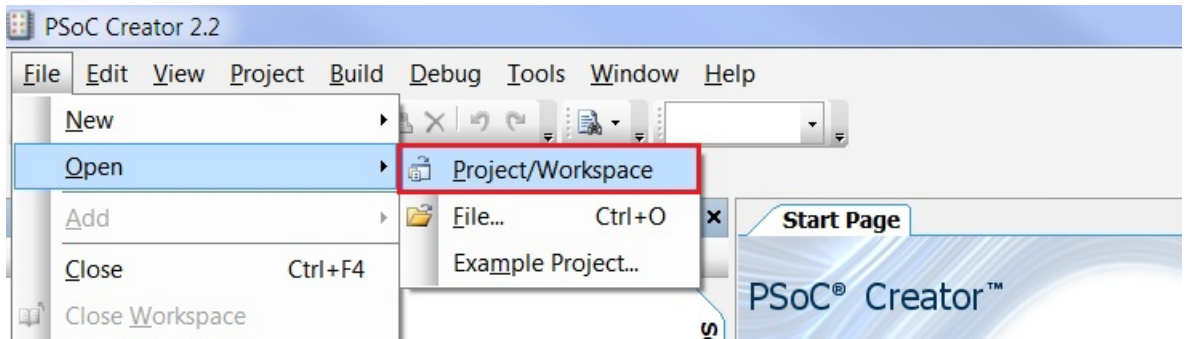 PSoC Creator 2.2
File Edit View Project Build Debug Tools Window Help
New
Open
Project/Workspace
Add
File... Ctrl+O
Start Page
Close Ctrl+F4
Example Project...
Close Workspace
PSoC® Creator™